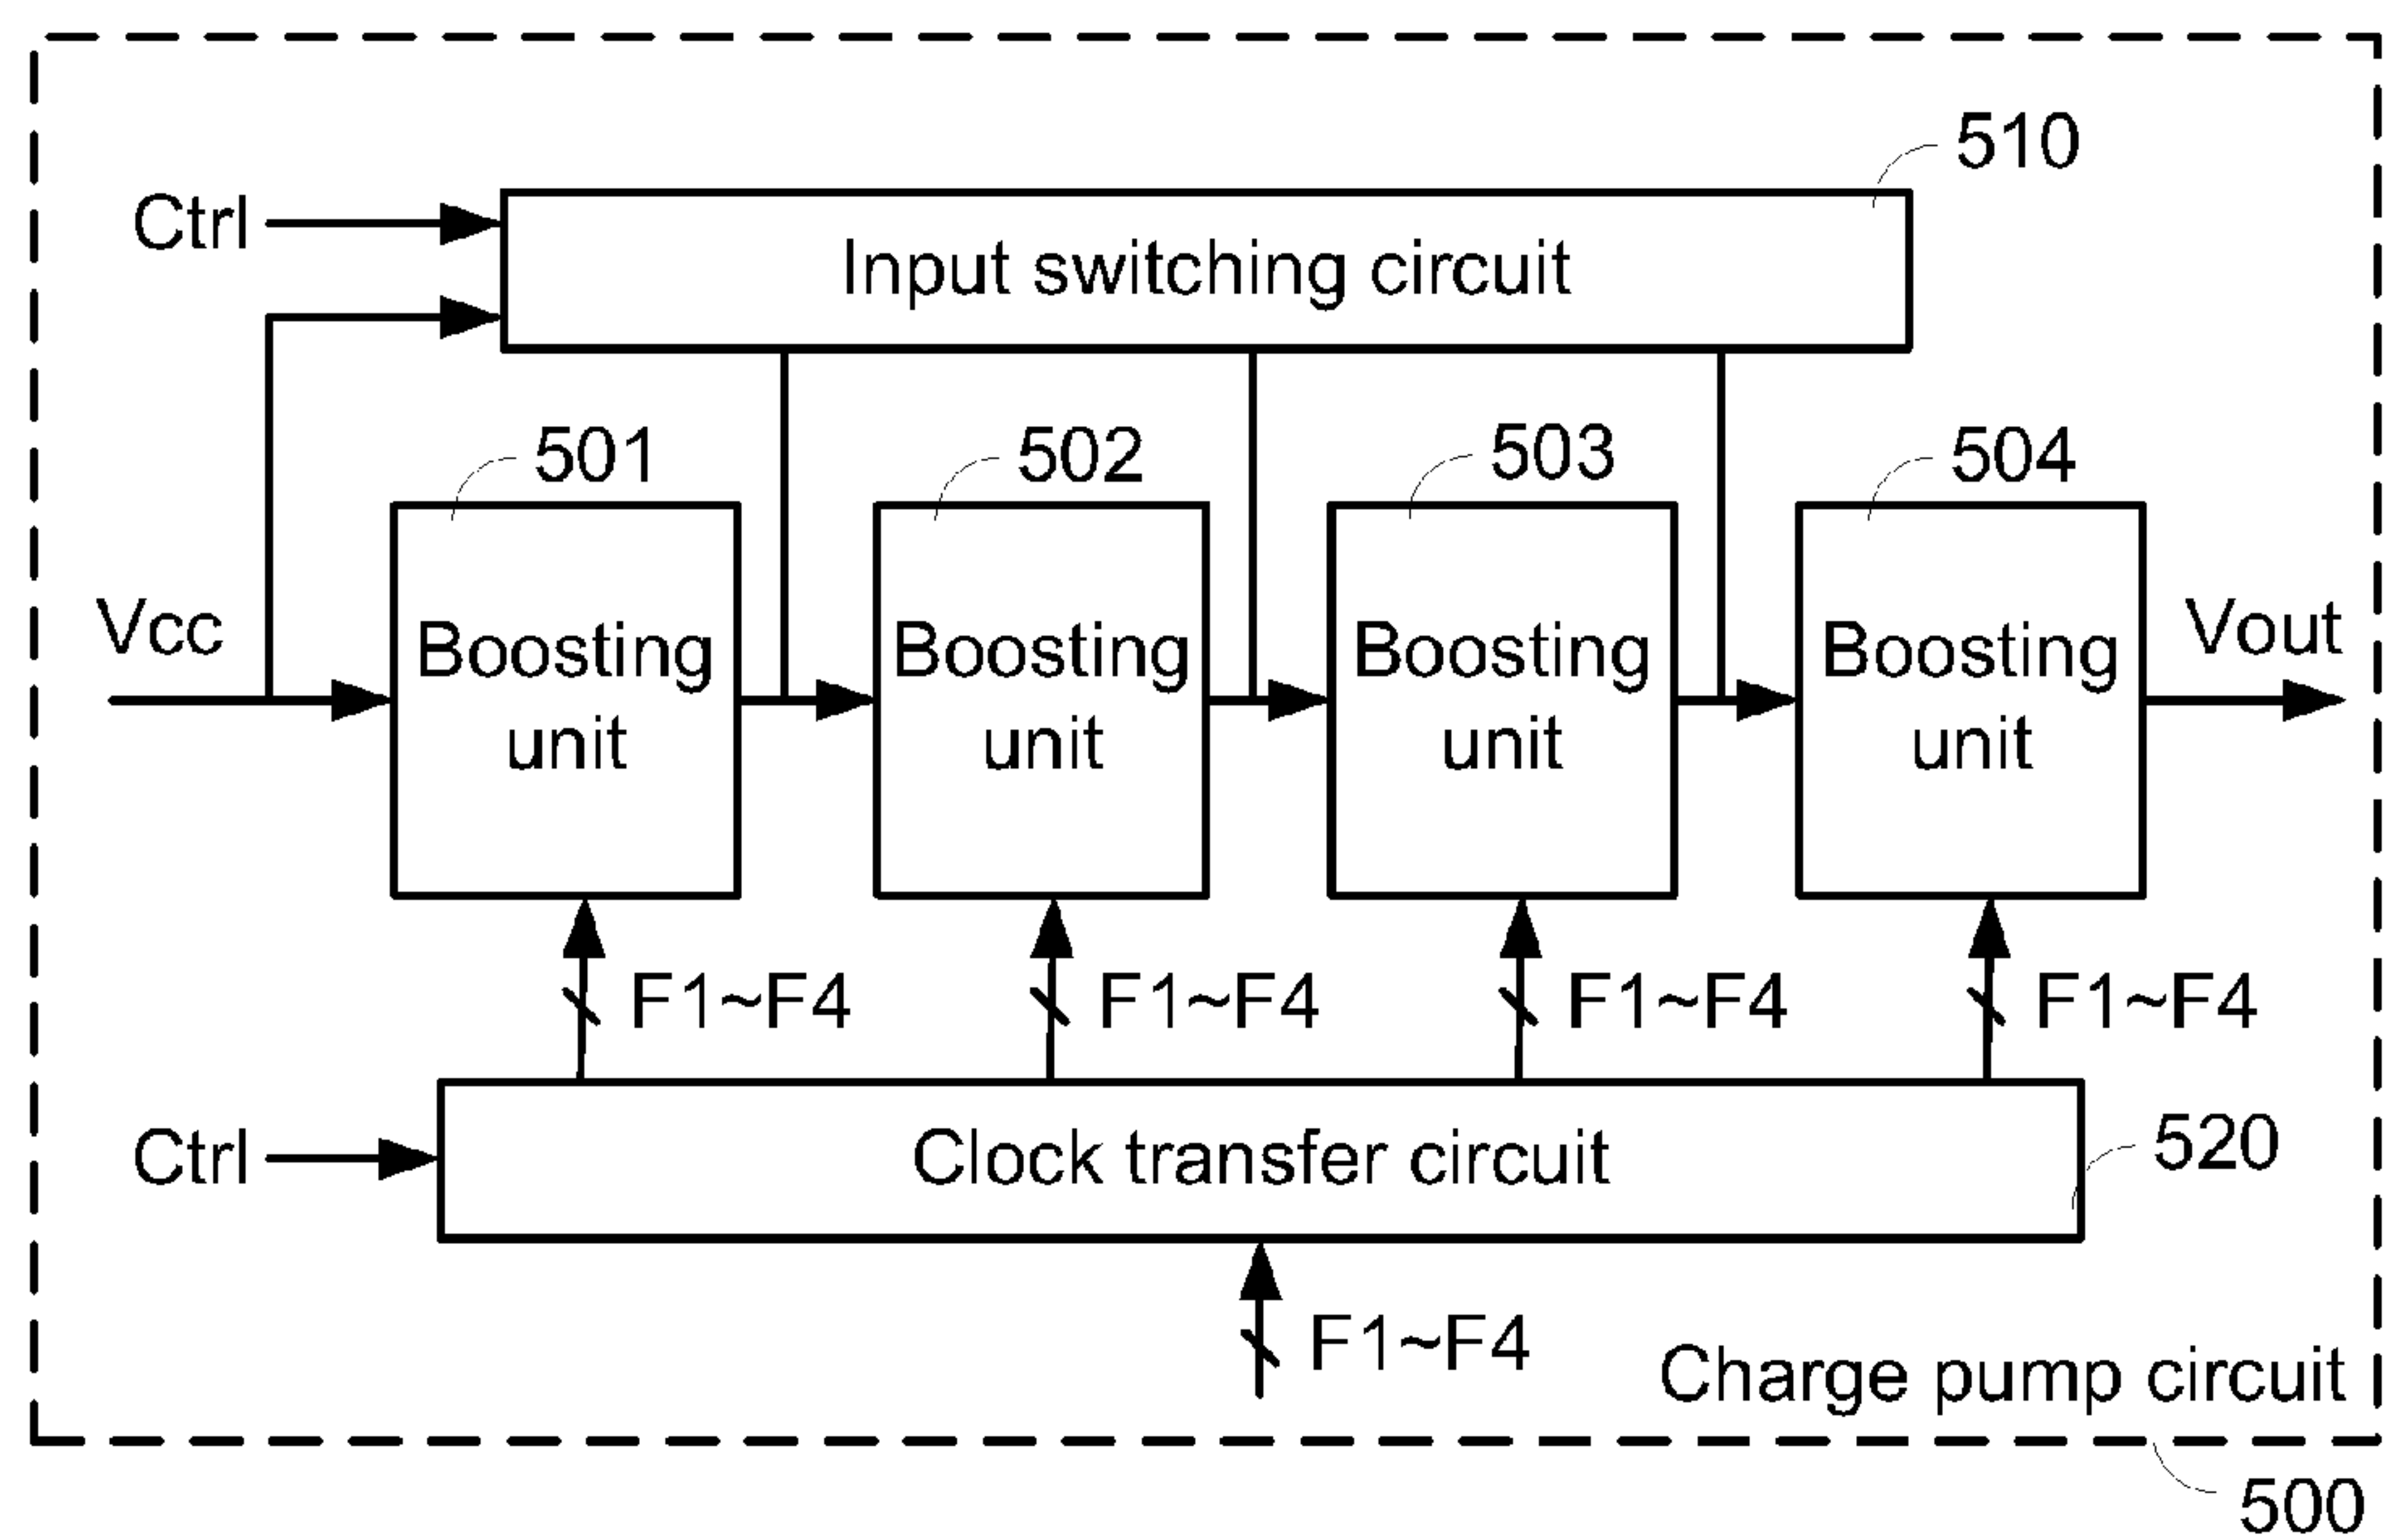 510
Ctrl
Input switching circuit
501
502
503
504
Vcc
Boosting
unit
Boosting
unit
Boosting
unit
Boosting
unit
Vout
F1~F4
F1~F4
F1~F4
F1~F4
Ctrl
Clock transfer circuit
520
F1~F4
Charge pump circuit
500